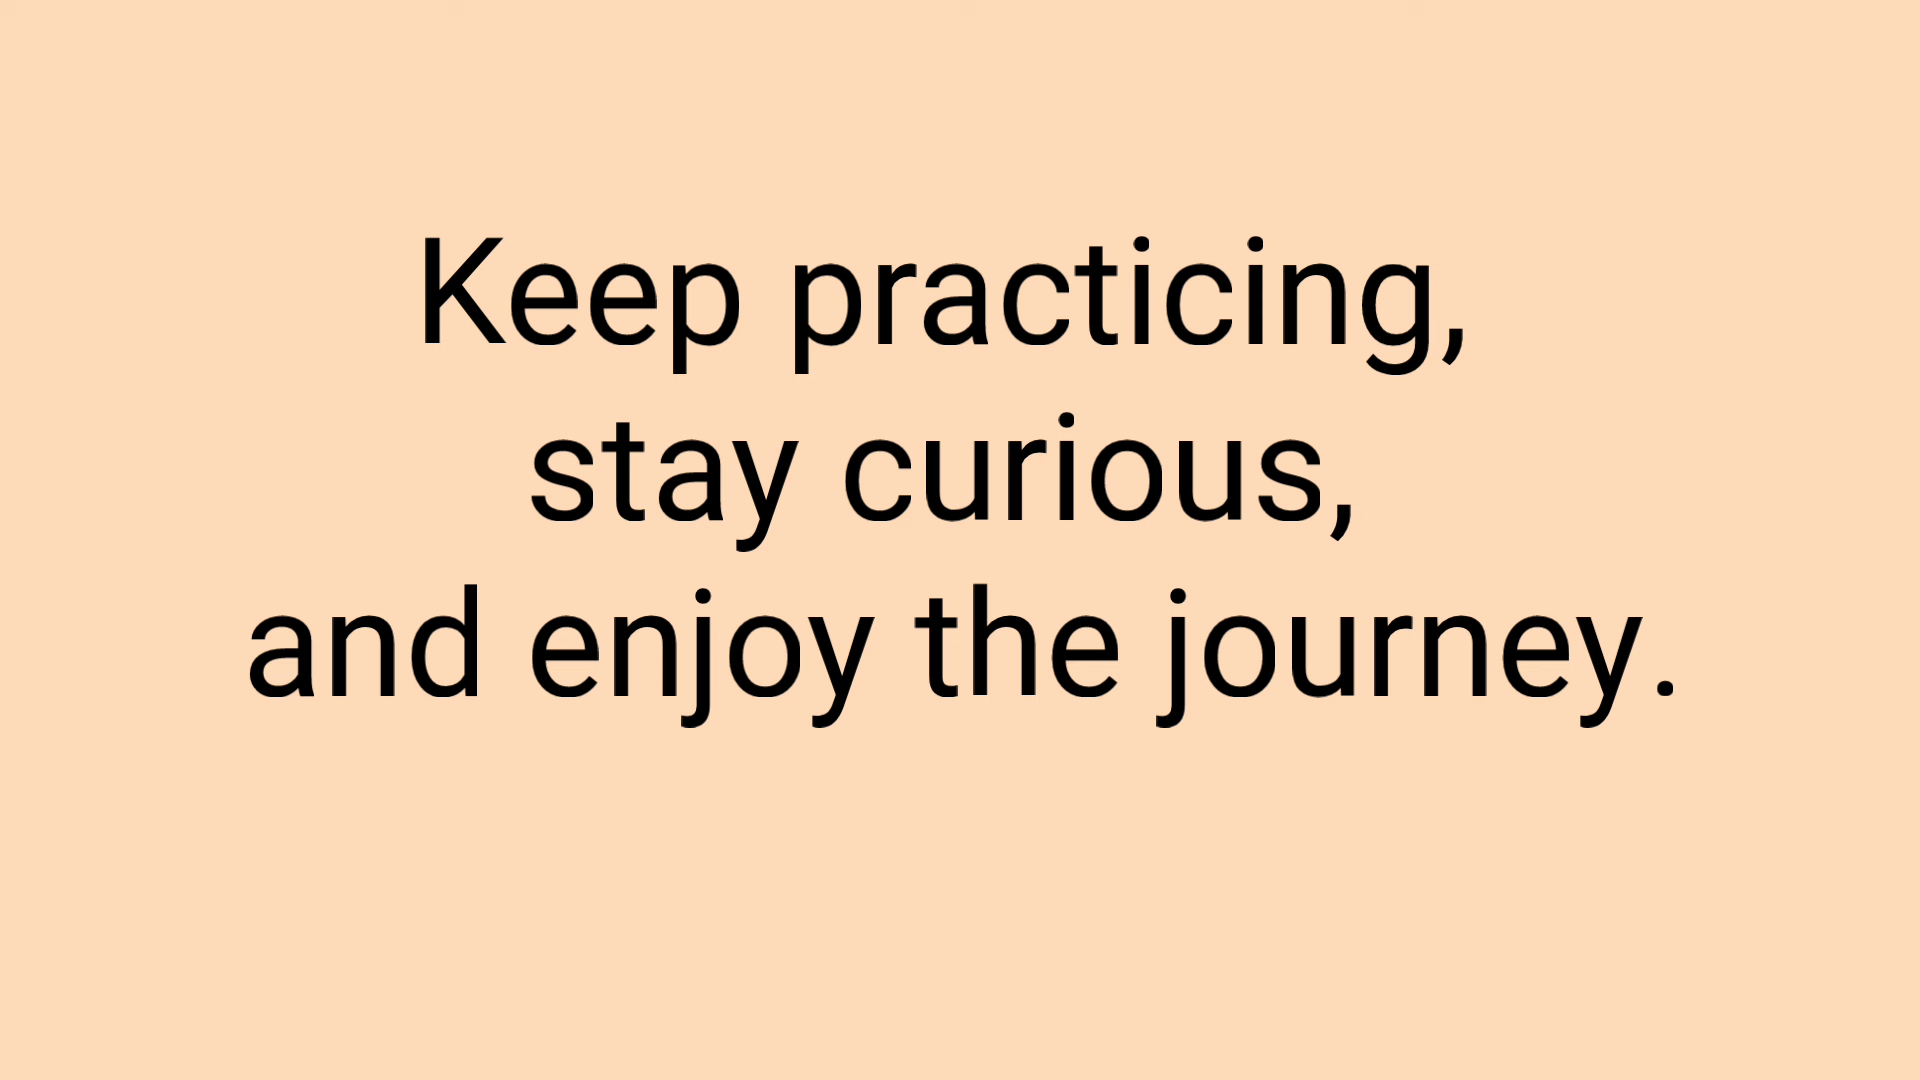 Keep practicing,
stay curious,
and enjoy the journey.